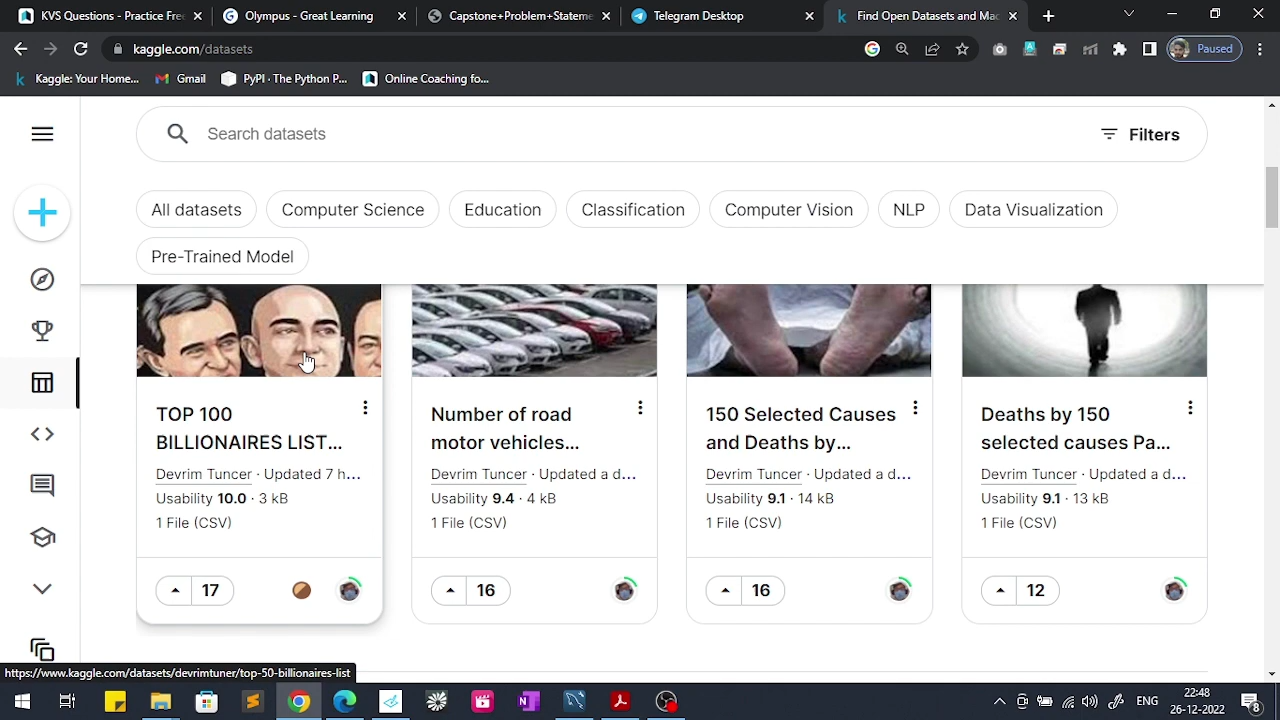 KVS Questions - Practice Fre
Olympus - Great Learning
Capstone+Problem+Stateme
Telegram Desktop
Find Open Datasets and Mac
kaggle.com/datasets
Paused
Kaggle: Your Home...
Gmail
PyPI · The Python P...
Online Coaching fo...
Search datasets
Filters
All datasets
Computer Science
Education
Classification
Computer Vision
NLP
Data Visualization
Pre-Trained Model
TOP 100
BILLIONAIRES LIST...
Devrim Tuncer · Updated 7 h...
Usability 10.0 · 3 kB
1 File (CSV)
17
Number of road
motor vehicles...
Devrim Tuncer · Updated a d...
Usability 9.4 · 4 kB
1 File (CSV)
16
150 Selected Causes
and Deaths by...
Devrim Tuncer · Updated a d...
Usability 9.1 · 14 kB
1 File (CSV)
16
Deaths by 150
selected causes Pa...
Devrim Tuncer · Updated a d...
Usability 9.1 · 13 kB
1 File (CSV)
12
https://www.kaggle.com/datasets/devrimtuner/top-50-billionaires-list
ENG
22:48
26-12-2022
8